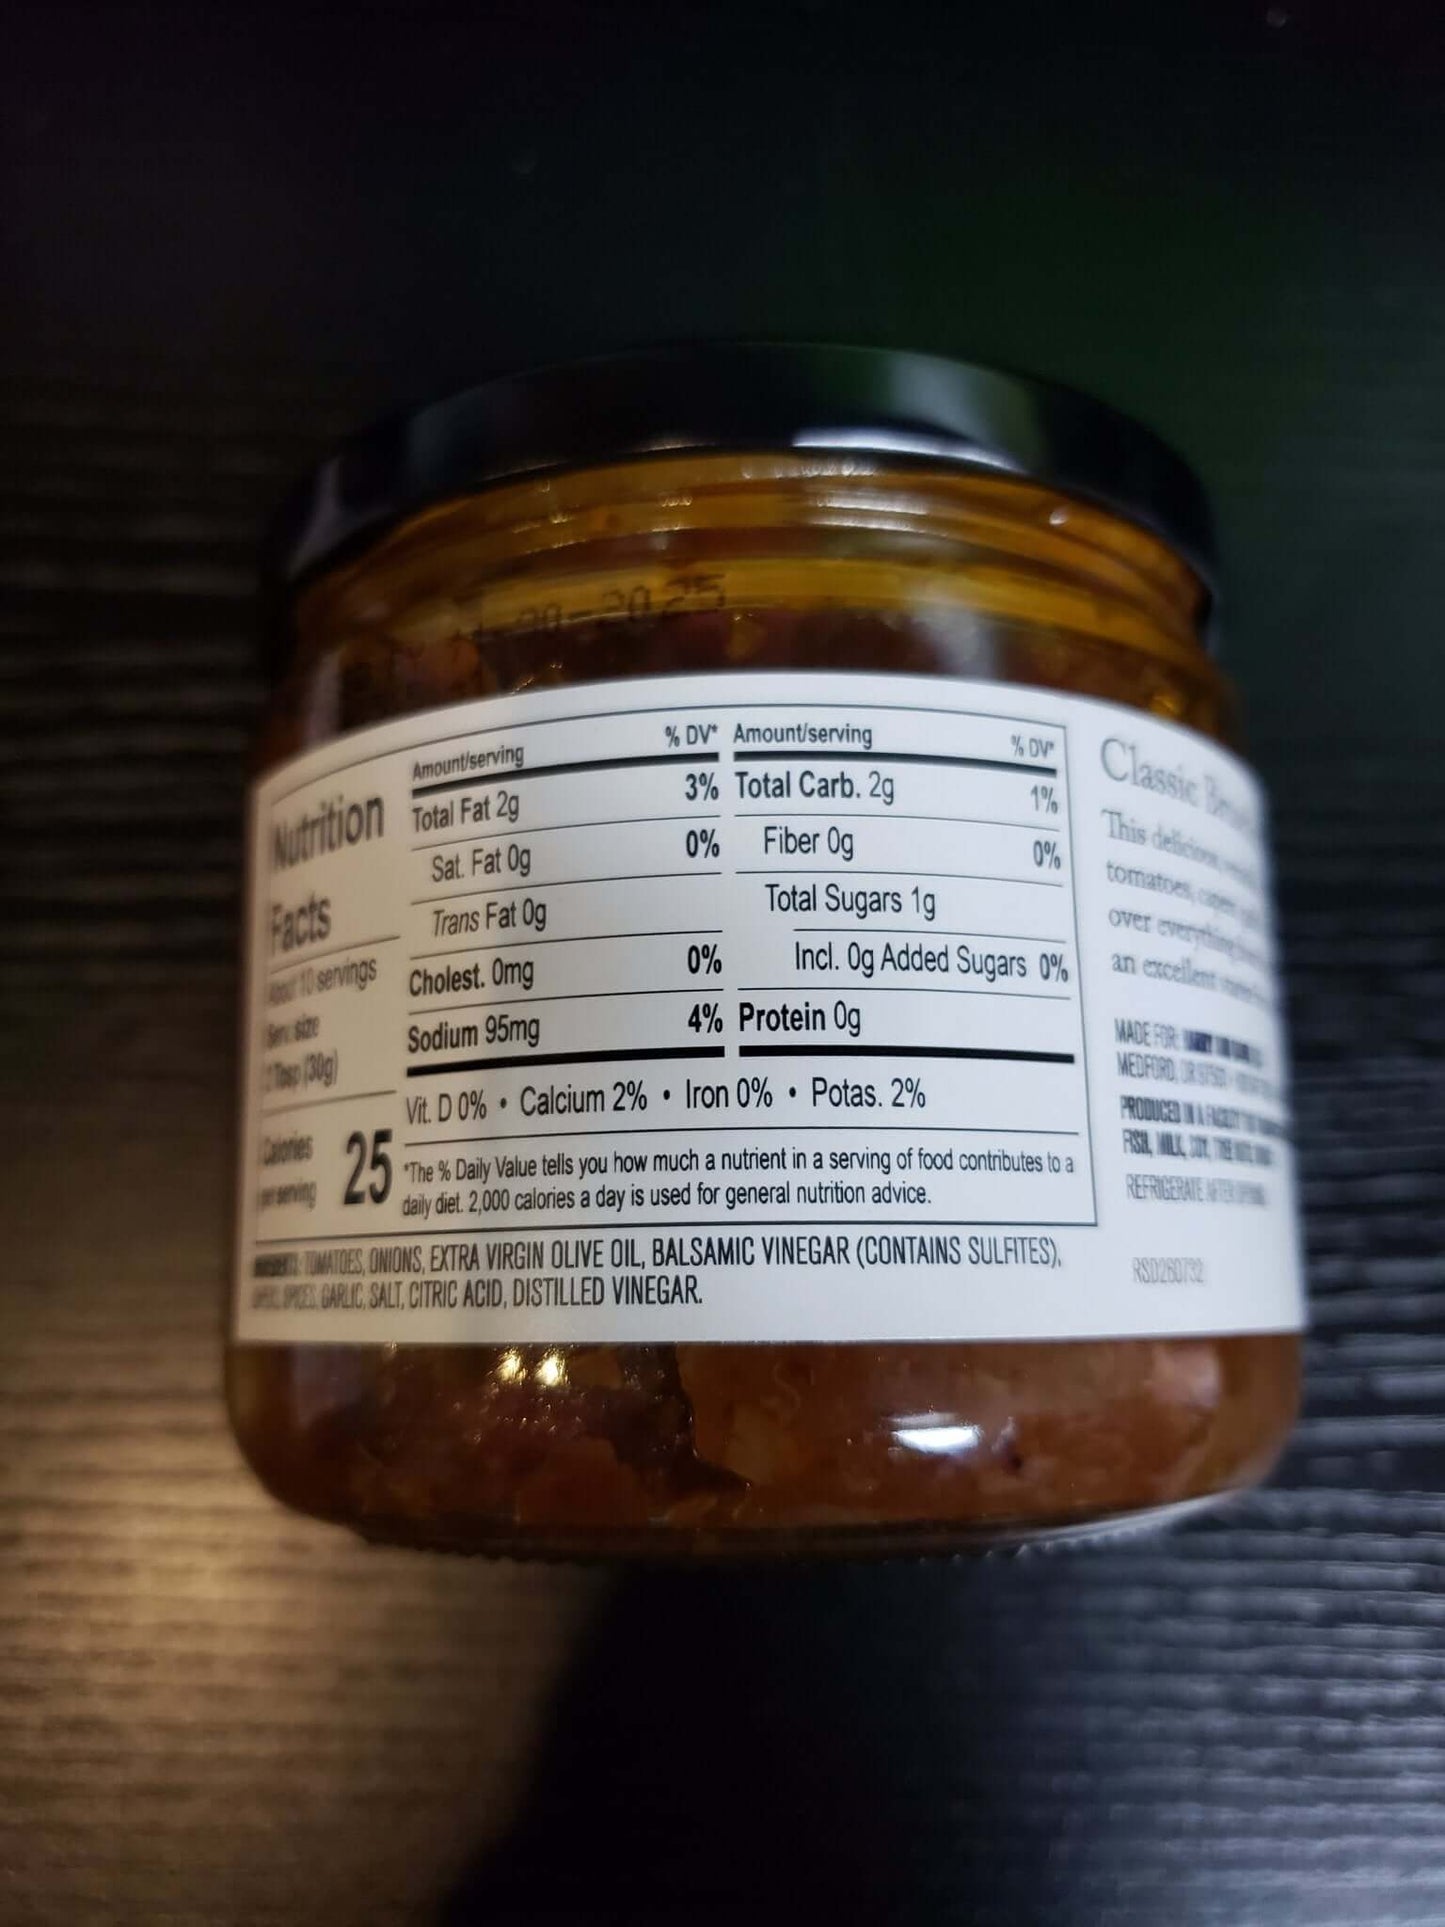 -20-2025
Nutrition
Facts
About 10 servings
Serv. size
2 Tbsp (30g)
Calories
per serving
25
Amount/serving % DV*
Total Fat 2g 3%
Sat. Fat 0g 0%
Trans Fat 0g
Cholest. 0mg 0%
Sodium 95mg 4%
Amount/serving % DV*
Total Carb. 2g 1%
Fiber 0g 0%
Total Sugars 1g
Incl. 0g Added Sugars 0%
Protein 0g
Vit. D 0% • Calcium 2% • Iron 0% • Potas. 2%
*The % Daily Value tells you how much a nutrient in a serving of food contributes to a
daily diet. 2,000 calories a day is used for general nutrition advice.
INGREDIENTS: TOMATOES, ONIONS, EXTRA VIRGIN OLIVE OIL, BALSAMIC VINEGAR (CONTAINS SULFITES),
SPICES, GARLIC, SALT, CITRIC ACID, DISTILLED VINEGAR.
Classic
This delicious
tomatoes, capers
over everything
an excellent
MADE FOR: HARRY
MEDFORD, OR 97501
PRODUCED IN A FACILITY
FISH, MILK, SOY, TREE NUTS
REFRIGERATE AFTER OPENING
RSD260732